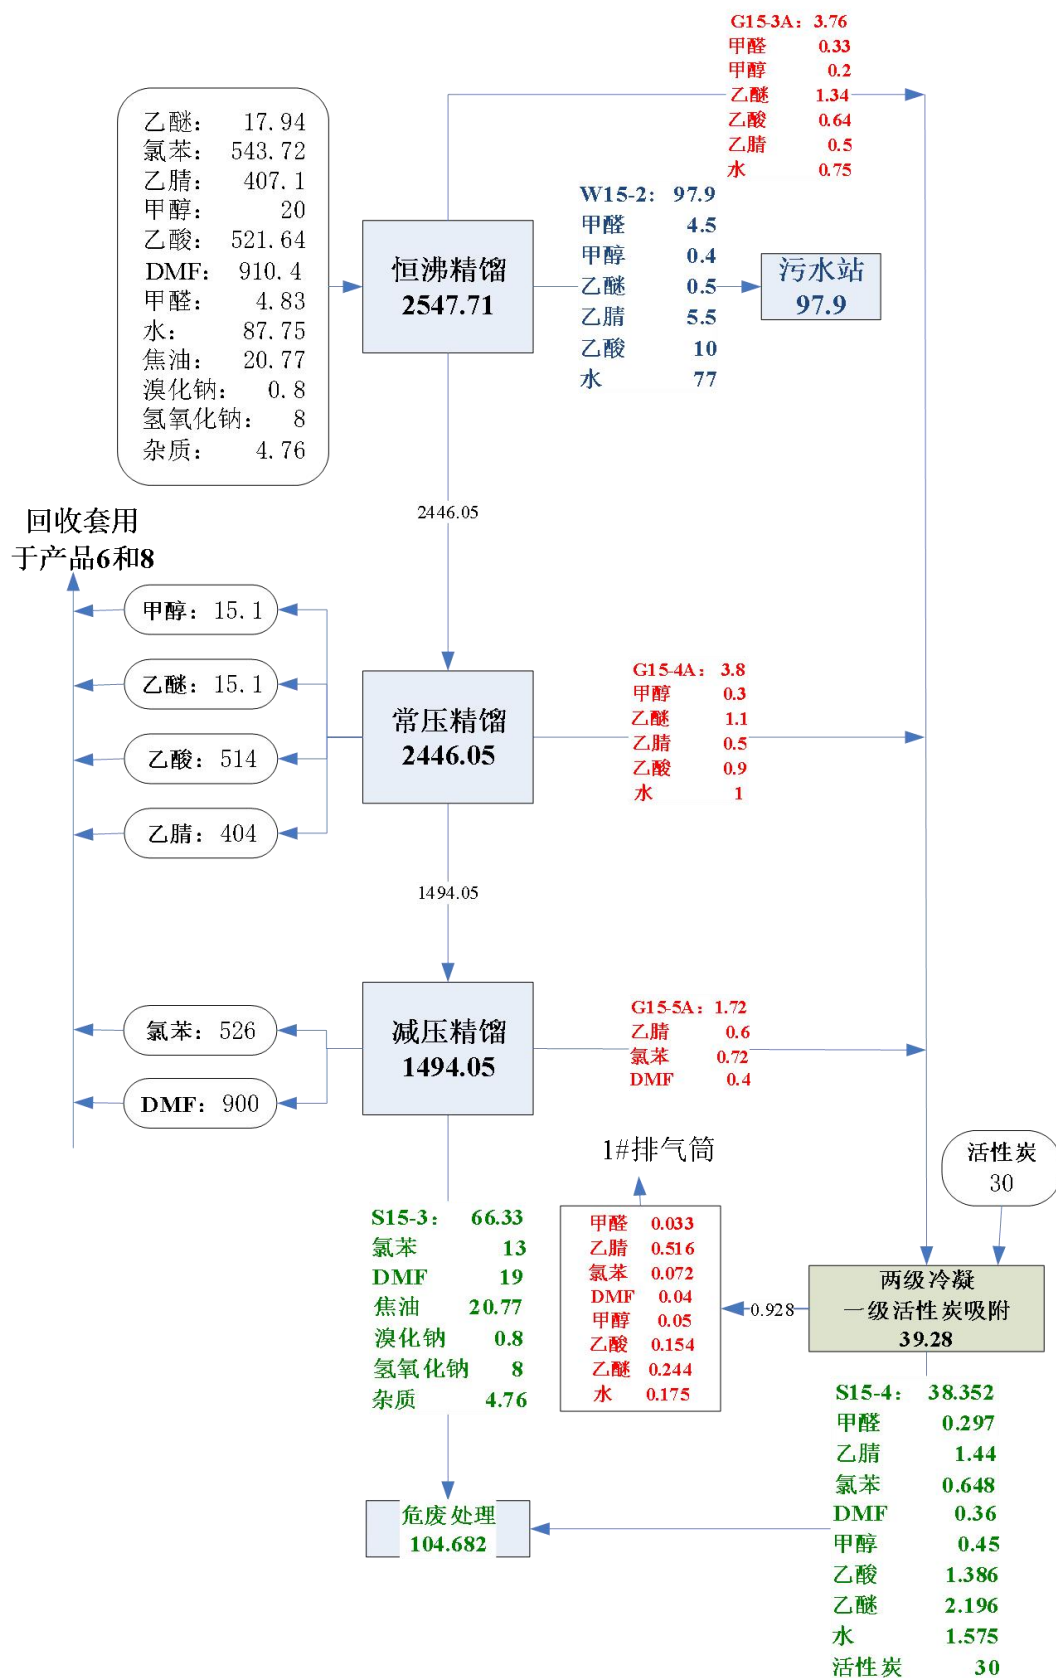 G15-3A: 3.76
甲醛 0.33
甲醇 0.2
乙醚 1.34
乙酸 0.64
乙腈 0.5
水 0.75
乙醚: 17.94
氯苯: 543.72
乙腈: 407.1
甲醇: 20
乙酸: 521.64
DMF: 910.4
甲醛: 4.83
水: 87.75
焦油: 20.77
溴化钠: 0.8
氢氧化钠: 8
杂质: 4.76
恒沸精馏
2547.71
W15-2: 97.9
甲醛 4.5
甲醇 0.4
乙醚 0.5
乙腈 5.5
乙酸 10
水 77
污水站
97.9
2446.05
回收套用
于产品6和8
甲醇: 15.1
乙醚: 15.1
乙酸: 514
乙腈: 404
常压精馏
2446.05
G15-4A: 3.8
甲醇 0.3
乙醚 1.1
乙腈 0.5
乙酸 0.9
水 1
1494.05
氯苯: 526
DMF: 900
减压精馏
1494.05
G15-5A: 1.72
乙腈 0.6
氯苯 0.72
DMF 0.4
1#排气筒
活性炭
30
S15-3: 66.33
氯苯 13
DMF 19
焦油 20.77
溴化钠 0.8
氢氧化钠 8
杂质 4.76
甲醛 0.033
乙腈 0.516
氯苯 0.072
DMF 0.04
甲醇 0.05
乙酸 0.154
乙醚 0.244
水 0.175
0.928
两级冷凝
一级活性炭吸附
39.28
S15-4: 38.352
甲醛 0.297
乙腈 1.44
氯苯 0.648
DMF 0.36
甲醇 0.45
乙酸 1.386
乙醚 2.196
水 1.575
活性炭 30
危废处理
104.682